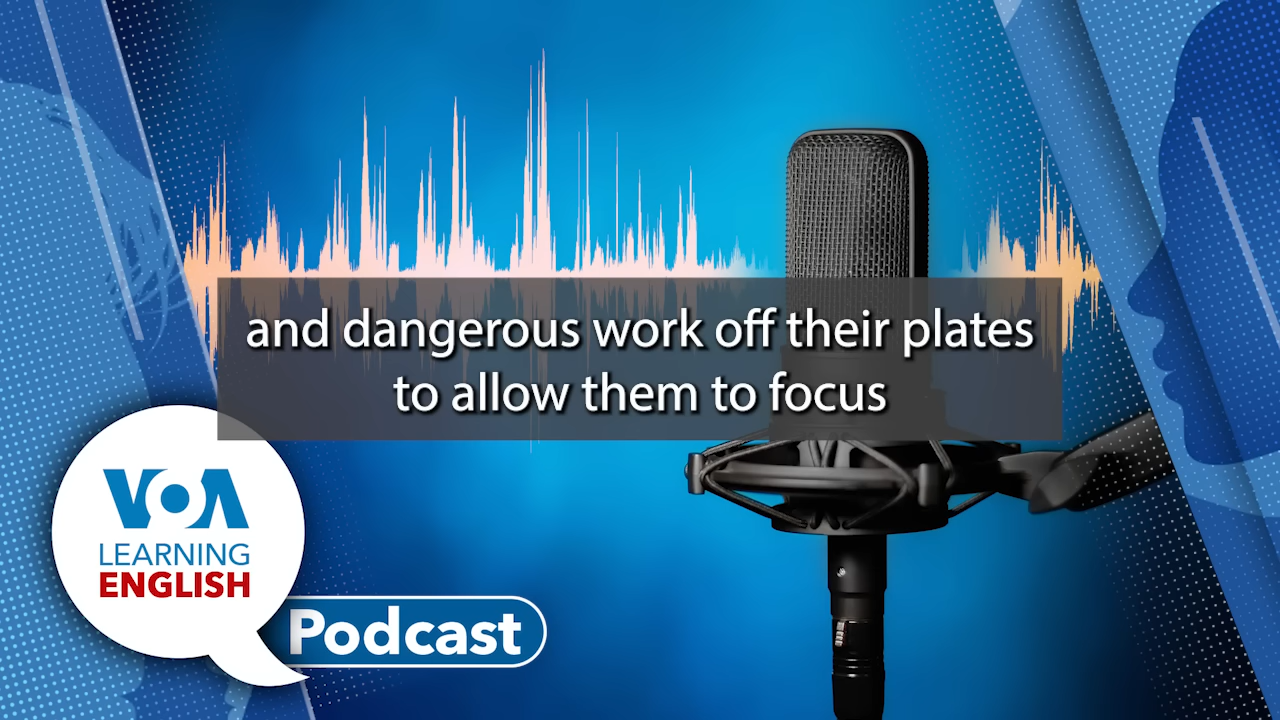 and dangerous work off their plates
to allow them to focus
VOA
LEARNING
ENGLISH
Podcast